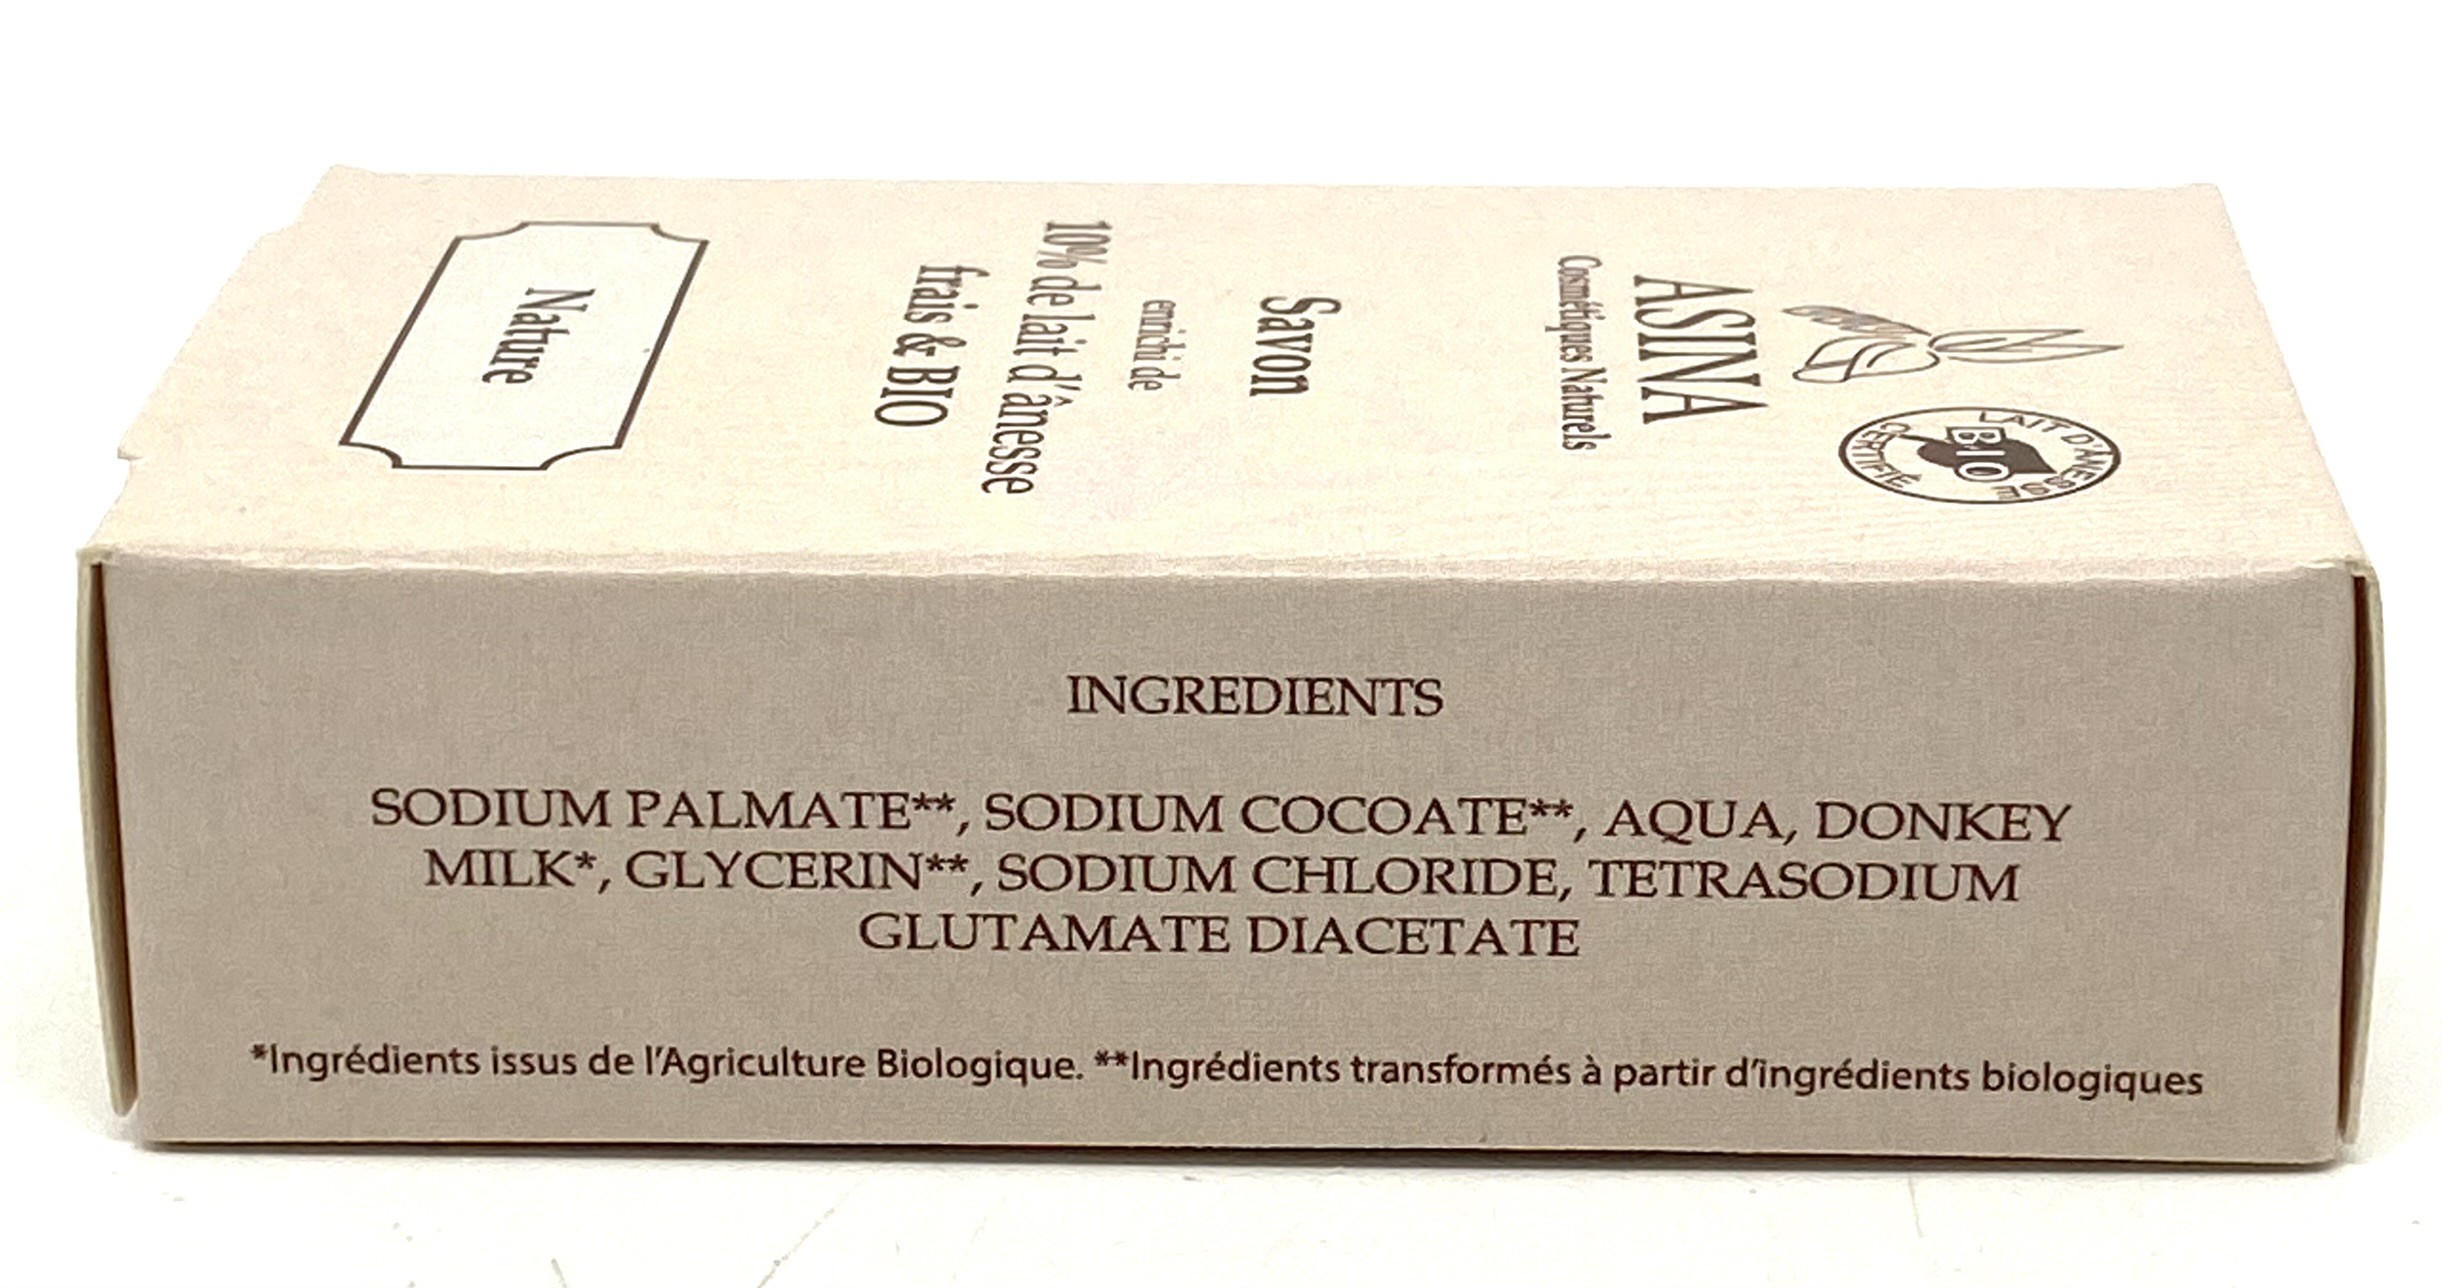 LAIT D'ANESSE
BIO
CERTIFIÉ
ASINA
Cosmétiques Naturels
Savon
enrichi de
10% de lait d'ânesse
frais & BIO
Nature
INGREDIENTS
SODIUM PALMATE**, SODIUM COCOATE**, AQUA, DONKEY
MILK*, GLYCERIN**, SODIUM CHLORIDE, TETRASODIUM
GLUTAMATE DIACETATE
*Ingrédients issus de l'Agriculture Biologique. **Ingrédients transformés à partir d'ingrédients biologiques